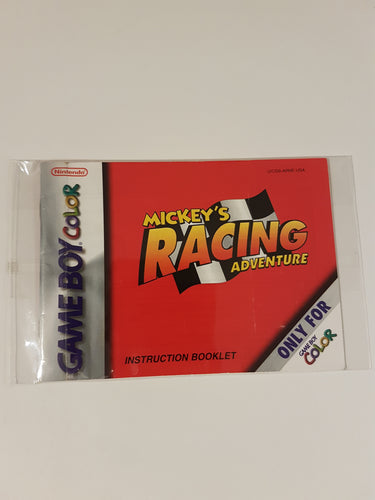 Nintendo
GAME BOY COLOR
MICKEY'S
RACING
ADVENTURE
INSTRUCTION BOOKLET
ONLY FOR
GAME BOY
COLOR